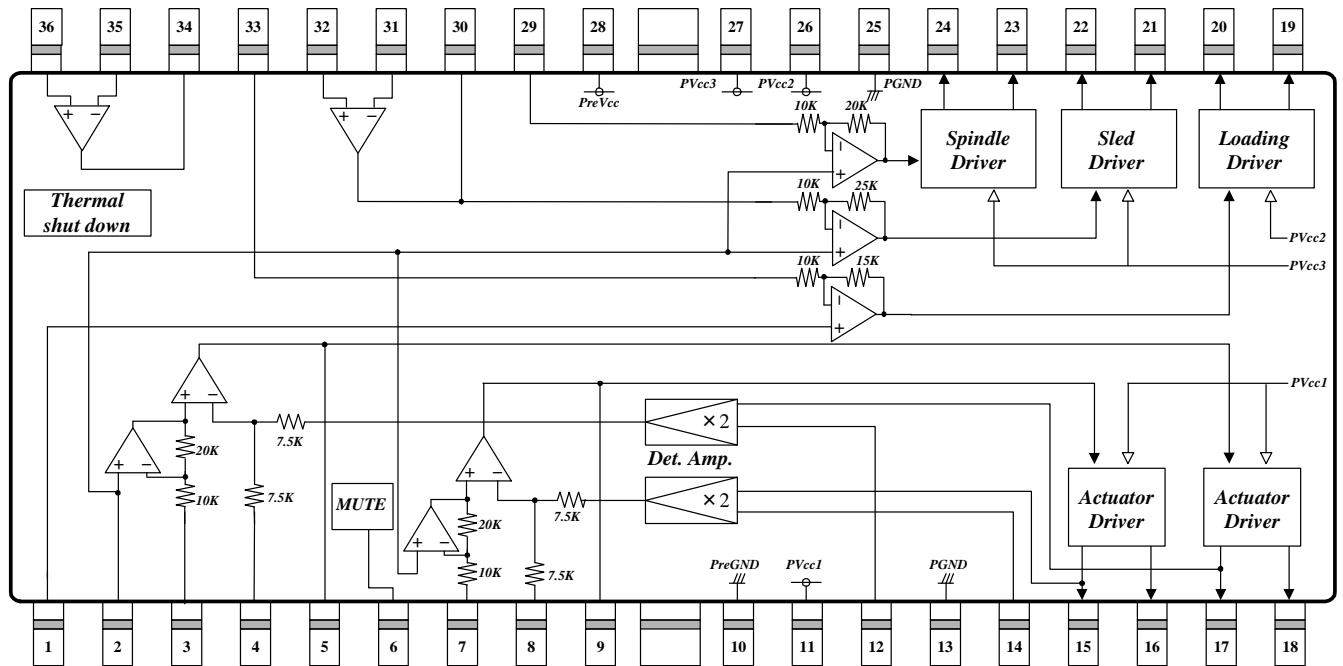 36 35 34 33 32 31 30 29 28 27 26 25 24 23 22 21 20 19
PreVcc PVcc3 PVcc2 PGND
+ − + −
10K 20K
− +
Spindle Driver
Sled Driver
Loading Driver
Thermal shut down
10K 25K
− +
PVcc2
PVcc3
10K 15K
− +
PVcc1
+ −
7.5K
×2
Det. Amp.
+ − 20K
10K 7.5K
MUTE
+ −
7.5K
×2
+ − 20K
10K 7.5K
Actuator Driver
Actuator Driver
PreGND PVcc1 PGND
1 2 3 4 5 6 7 8 9 10 11 12 13 14 15 16 17 18